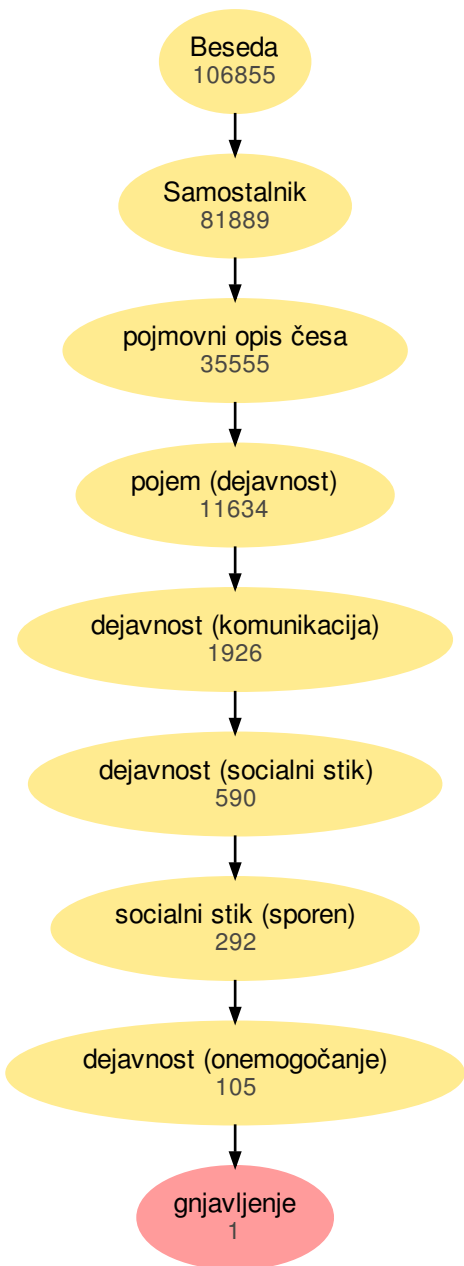 Beseda
106855
Samostalnik
81889
pojmovni opis česa
35555
pojem (dejavnost)
11634
dejavnost (komunikacija)
1926
dejavnost (socialni stik)
590
socialni stik (sporen)
292
dejavnost (onemogočanje)
105
gnjavljenje
1